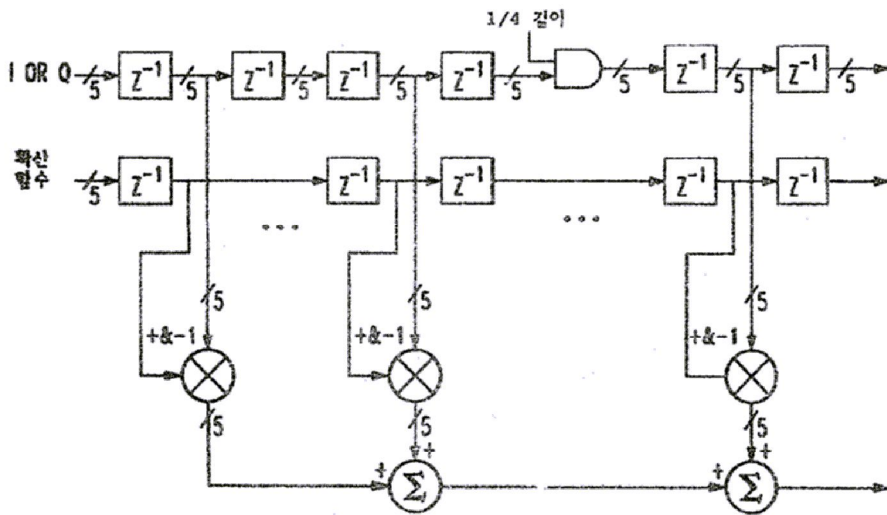 1/4 길이
I OR Q 5 Z⁻¹ 5 Z⁻¹ 5 Z⁻¹ 5 Z⁻¹ 5 5 Z⁻¹ 5 Z⁻¹ 5
확산
함수 5 Z⁻¹ Z⁻¹ Z⁻¹ Z⁻¹ Z⁻¹
... ...
5 5 5
+&-1 +&-1 +&-1
5 5 5
+ + + +
Σ Σ